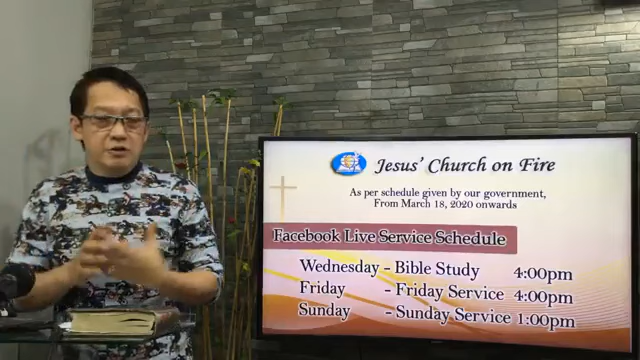 Jesus' Church on Fire
As per schedule given by our government,
From March 18, 2020 onwards
Facebook Live Service Schedule
Wednesday - Bible Study 4:00pm
Friday - Friday Service 4:00pm
Sunday - Sunday Service 1:00pm